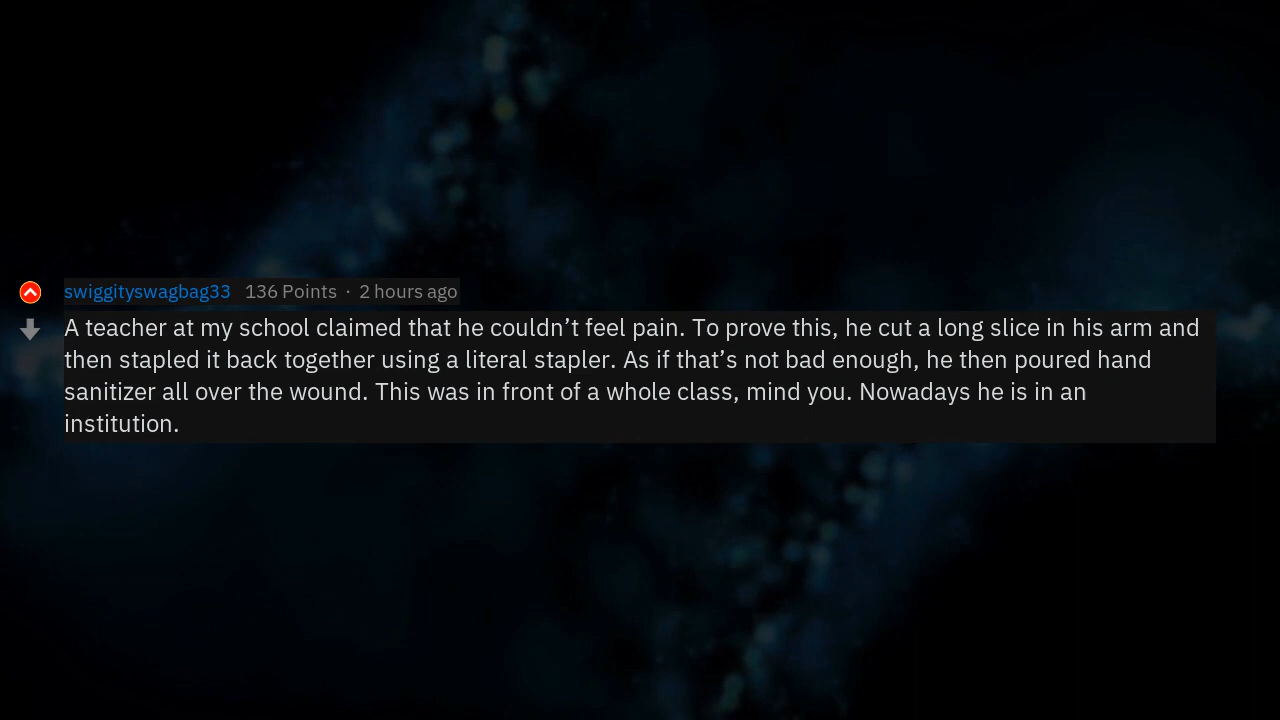 swiggityswagbag33 136 Points · 2 hours ago
A teacher at my school claimed that he couldn’t feel pain. To prove this, he cut a long slice in his arm and
then stapled it back together using a literal stapler. As if that’s not bad enough, he then poured hand
sanitizer all over the wound. This was in front of a whole class, mind you. Nowadays he is in an
institution.